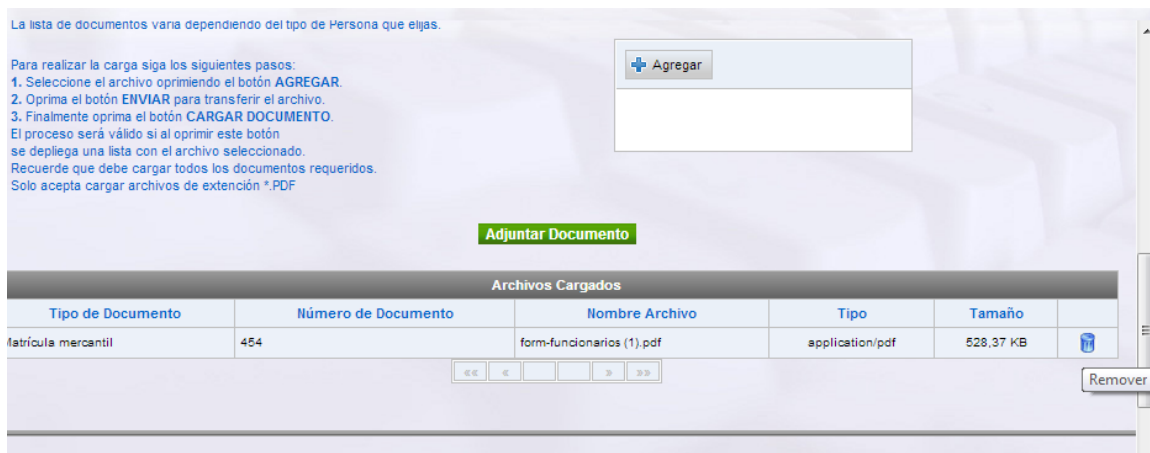 La lista de documentos varia dependiendo del tipo de Persona que elijas.
Para realizar la carga siga los siguientes pasos:
1. Seleccione el archivo oprimiendo el botón AGREGAR.
2. Oprima el botón ENVIAR para transferir el archivo.
3. Finalmente oprima el botón CARGAR DOCUMENTO.
El proceso será válido si al oprimir este botón
se depliega una lista con el archivo seleccionado.
Recuerde que debe cargar todos los documentos requeridos.
Solo acepta cargar archivos de extención *.PDF
Agregar
Adjuntar Documento
Archivos Cargados
Tipo de Documento Número de Documento Nombre Archivo Tipo Tamaño
Matrícula mercantil 454 form-funcionarios (1).pdf application/pdf 528,37 KB
«« « » »»
Remover